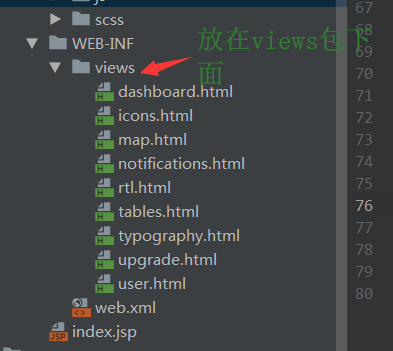 js
67
scss
68
WEB-INF
放在views包下
69
views
面
70
dashboard.html
71
icons.html
72
map.html
73
notifications.html
74
rtl.html
75
tables.html
76
typography.html
77
upgrade.html
78
user.html
79
web.xml
80
index.jsp